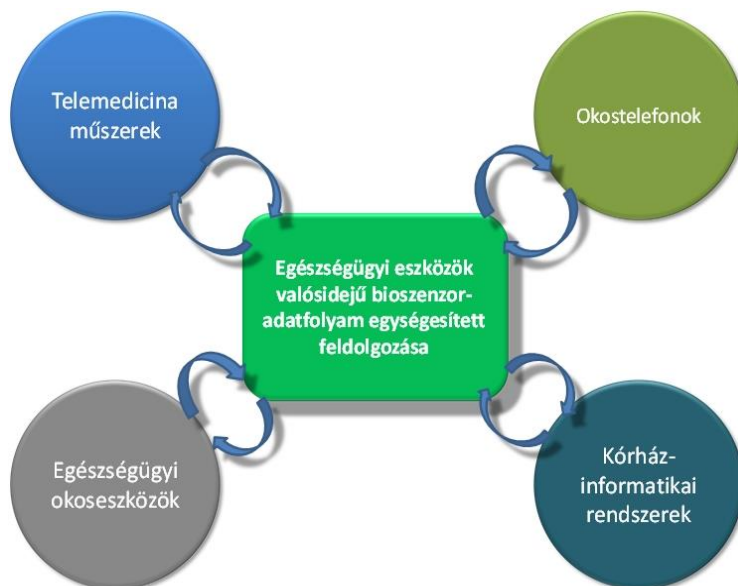 Telemedicina
műszerek
Okostelefonok
Egészségügyi eszközök
valósidejű bioszenzor-
adatfolyam egységesített
feldolgozása
Egészségügyi
okoseszközök
Kórház-
informatikai
rendszerek